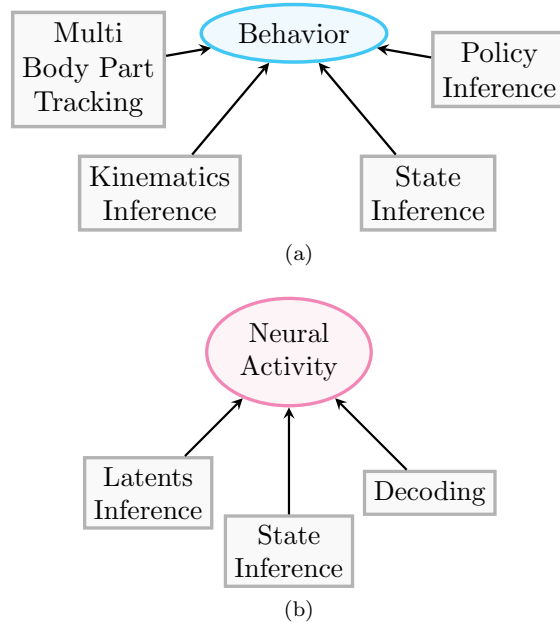 Multi
Body Part
Tracking
Behavior
Policy
Inference
Kinematics
Inference
State
Inference
(a)
Neural
Activity
Latents
Inference
State
Inference
Decoding
(b)